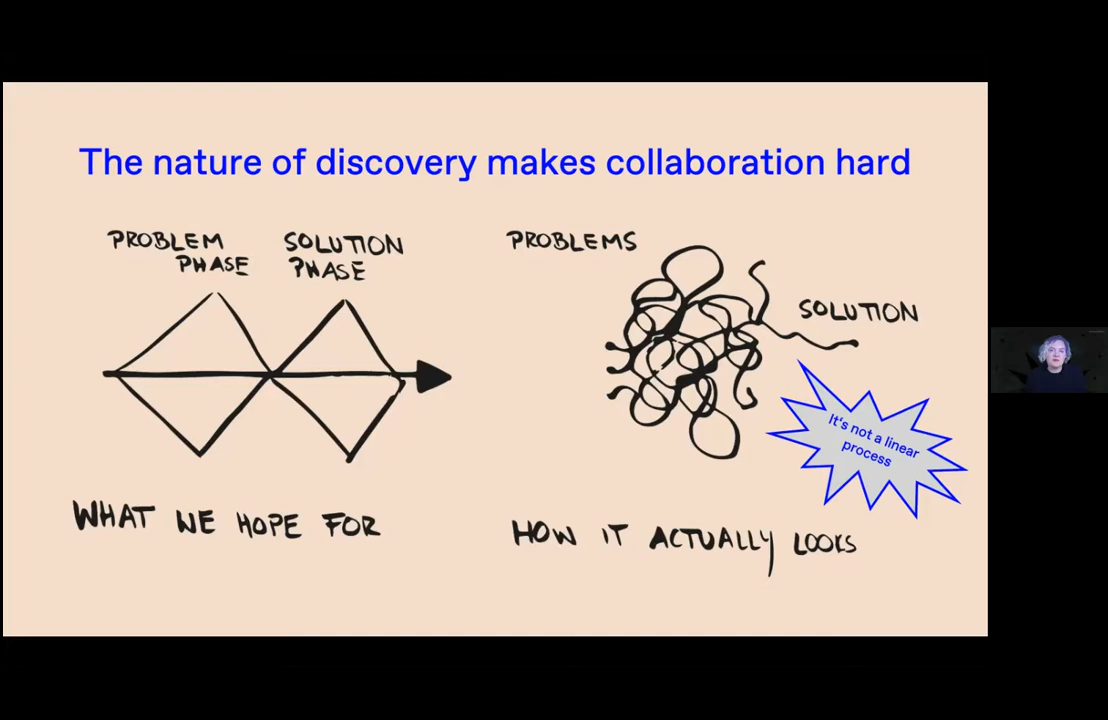 The nature of discovery makes collaboration hard
PROBLEM
PHASE
SOLUTION
PHASE
WHAT WE HOPE FOR
PROBLEMS
SOLUTION
It's not a linear
process
HOW IT ACTUALLY LOOKS